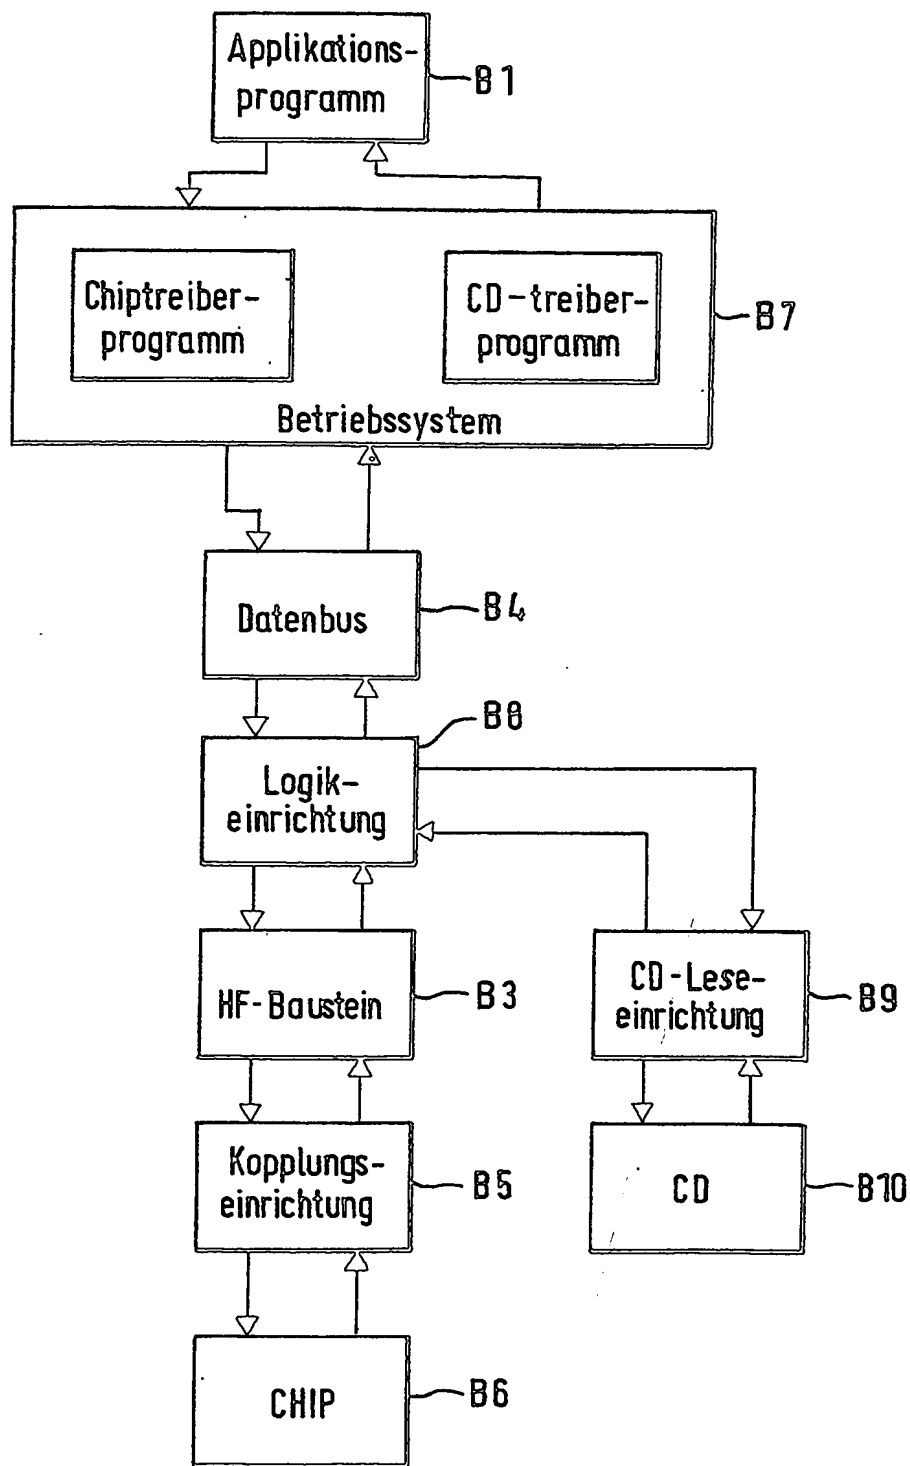 Applikations-
programm
B1
Chiptreiber-
programm
CD-treiber-
programm
Betriebssystem
B7
Datenbus
B4
B8
Logik-
einrichtung
HF-Baustein
B3
CD-Lese-
einrichtung
B9
Kopplungs-
einrichtung
B5
CD
B10
CHIP
B6